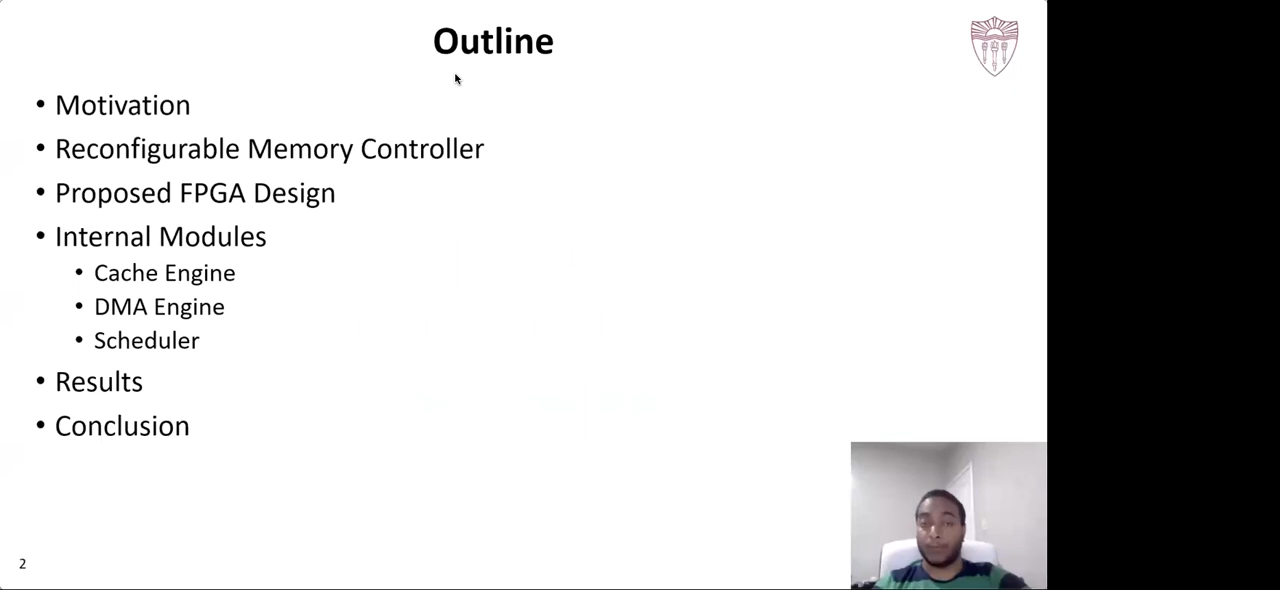 Outline
• Motivation
• Reconfigurable Memory Controller
• Proposed FPGA Design
• Internal Modules
• Cache Engine
• DMA Engine
• Scheduler
• Results
• Conclusion
2